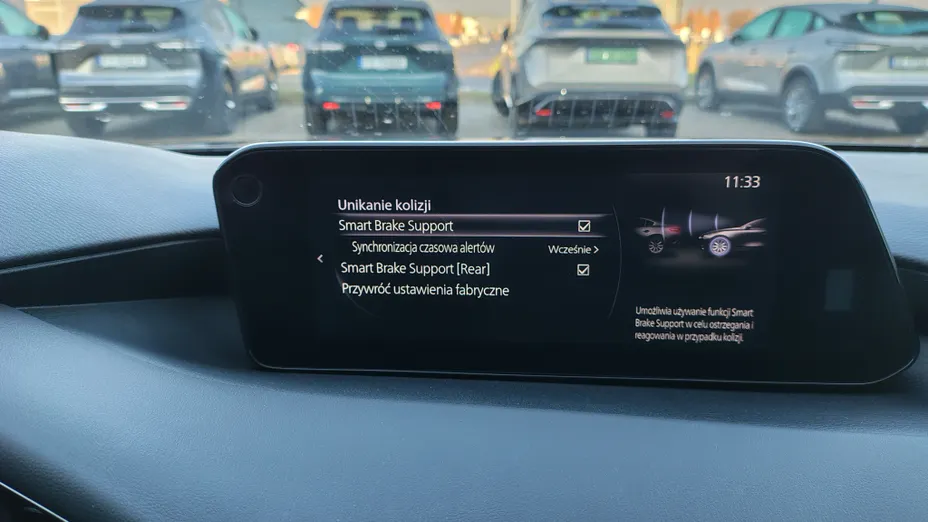 11:33
Unikanie kolizji
Smart Brake Support
Synchronizacja czasowa alertów Wcześnie >
Smart Brake Support [Rear]
Przywróć ustawienia fabryczne
Umożliwia używanie funkcji Smart
Brake Support w celu ostrzegania i
reagowania w przypadku kolizji.